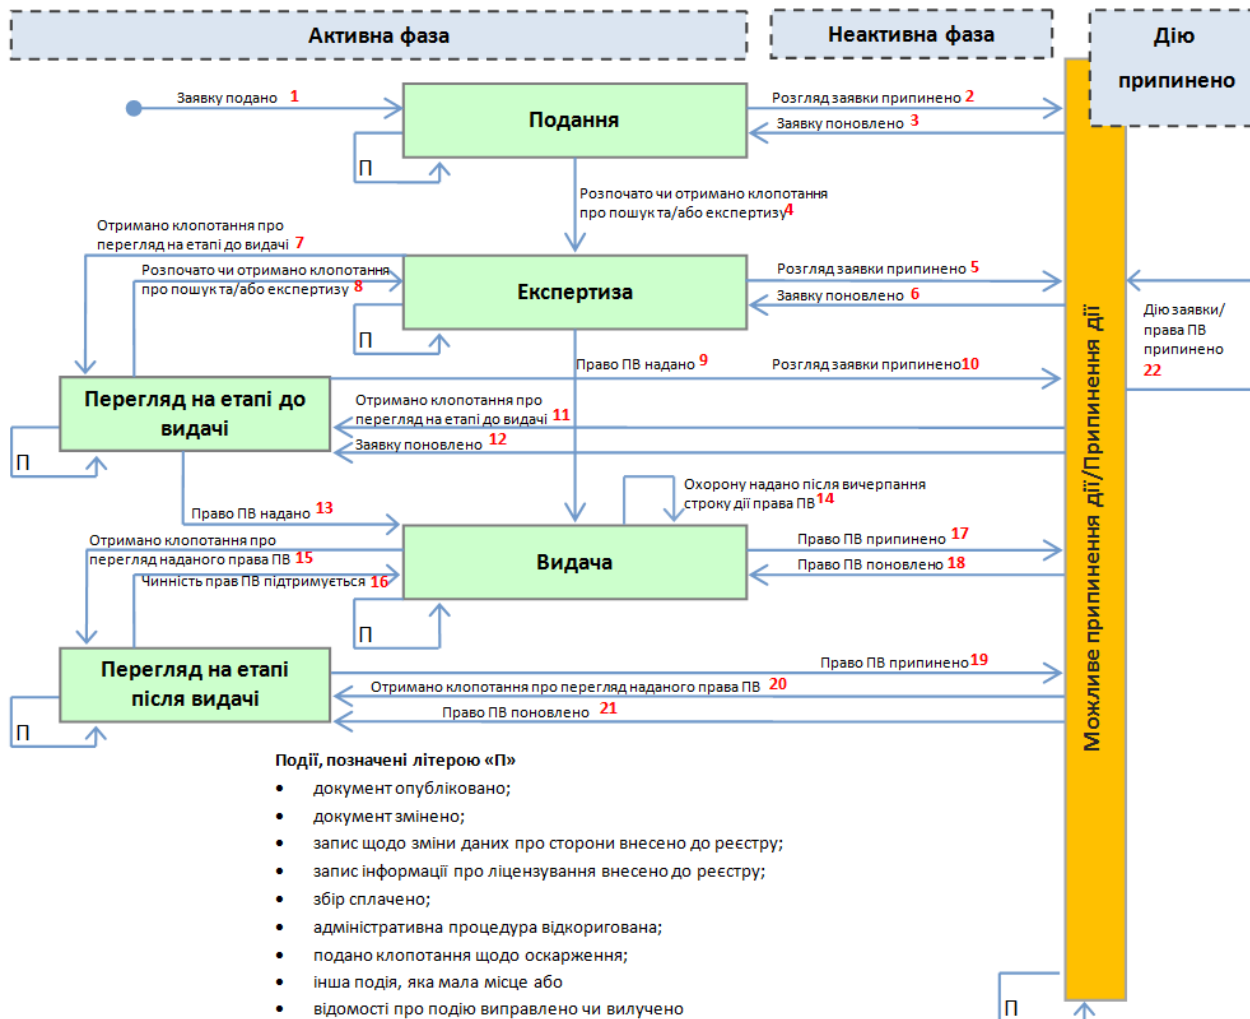 Активна фаза
Неактивна фаза
Дію
припинено
Заявку подано 1
Подання
Розгляд заявки припинено 2
Заявку поновлено 3
П
Розпочато чи отримано клопотання
про пошук та/або експертизу 4
Отримано клопотання про
перегляд на етапі до видачі 7
Розпочато чи отримано клопотання
про пошук та/або експертизу 8
Експертиза
Розгляд заявки припинено 5
Заявку поновлено 6
П
Дію заявки/
права ПВ
припинено
22
Можливе припинення дії/Припинення дії
Право ПВ надано 9
Розгляд заявки припинено 10
Перегляд на етапі до
видачі
Отримано клопотання про
перегляд на етапі до видачі 11
Заявку поновлено 12
П
Охорону надано після вичерпання
строку дії права ПВ 14
Право ПВ надано 13
Отримано клопотання про
перегляд наданого права ПВ 15
Чинність прав ПВ підтримується 16
Видача
Право ПВ припинено 17
Право ПВ поновлено 18
П
Перегляд на етапі
після видачі
Право ПВ припинено 19
Отримано клопотання про перегляд наданого права ПВ 20
Право ПВ поновлено 21
П
Події, позначені літерою «П»
• документ опубліковано;
• документ змінено;
• запис щодо зміни даних про сторони внесено до реєстру;
• запис інформації про ліцензування внесено до реєстру;
• збір сплачено;
• адміністративна процедура відкоригована;
• подано клопотання щодо оскарження;
• інша подія, яка мала місце або
• відомості про подію виправлено чи вилучено
П